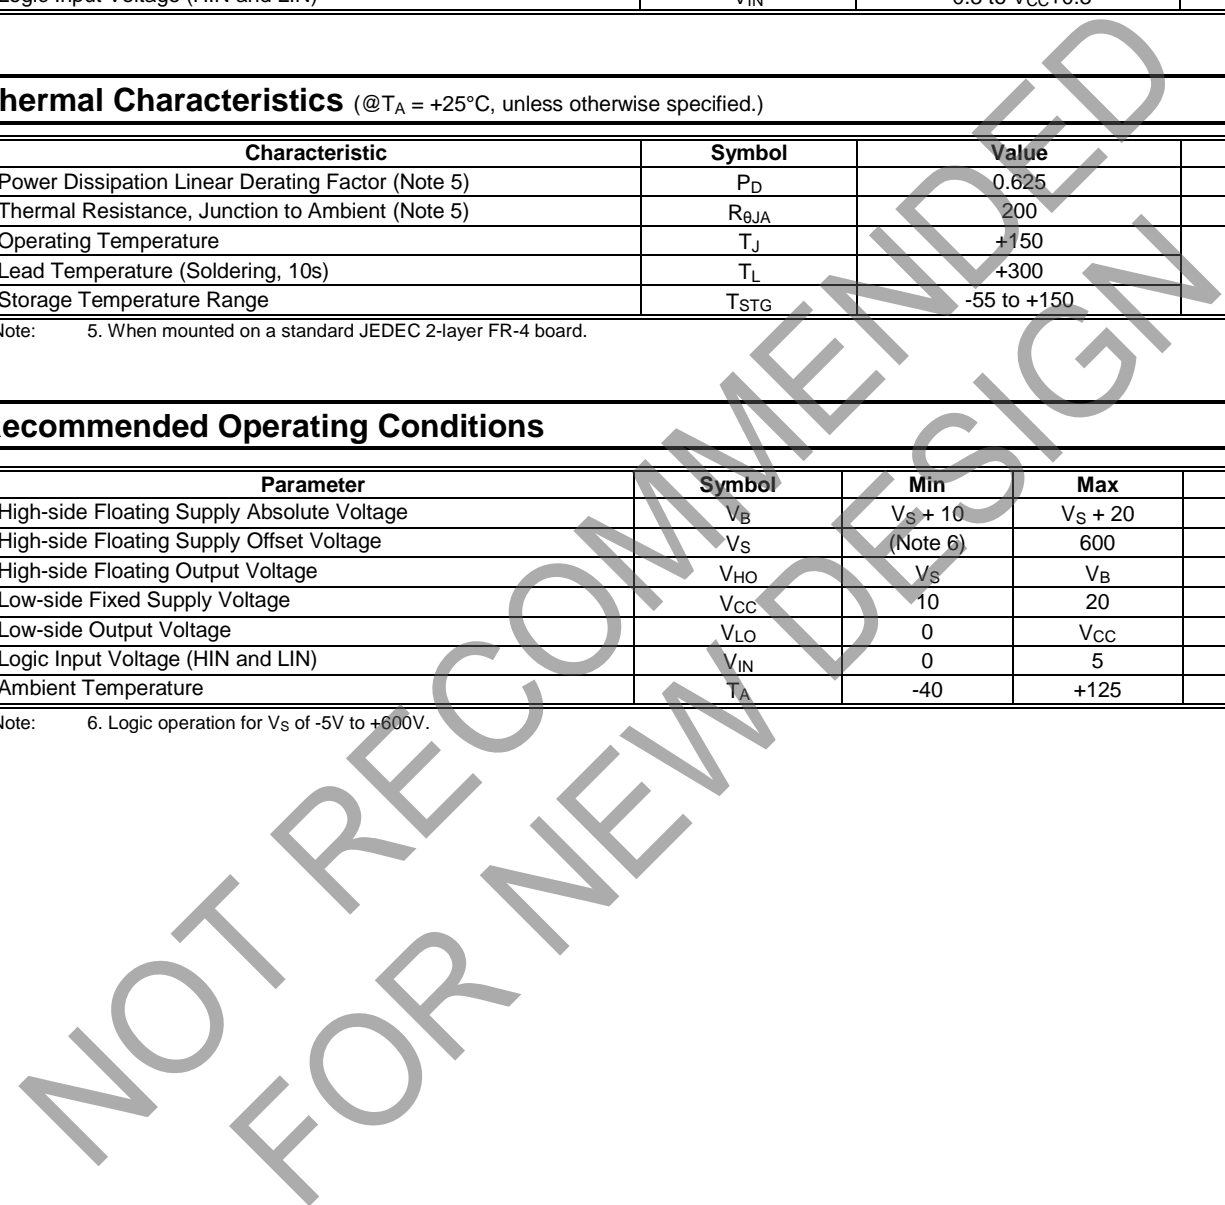 Logic Input Voltage (HIN and LIN) VIN -0.3 to VCC+0.3
hermal Characteristics (@TA = +25°C, unless otherwise specified.)
Characteristic Symbol Value
Power Dissipation Linear Derating Factor (Note 5) PD 0.625
Thermal Resistance, Junction to Ambient (Note 5) RθJA 200
Operating Temperature TJ +150
Lead Temperature (Soldering, 10s) TL +300
Storage Temperature Range TSTG -55 to +150
Note: 5. When mounted on a standard JEDEC 2-layer FR-4 board.
ecommended Operating Conditions
Parameter Symbol Min Max
High-side Floating Supply Absolute Voltage VB VS + 10 VS + 20
High-side Floating Supply Offset Voltage VS (Note 6) 600
High-side Floating Output Voltage VHO VS VB
Low-side Fixed Supply Voltage VCC 10 20
Low-side Output Voltage VLO 0 VCC
Logic Input Voltage (HIN and LIN) VIN 0 5
Ambient Temperature TA -40 +125
Note: 6. Logic operation for VS of -5V to +600V.
NOT RECOMMENDED
FOR NEW DESIGN